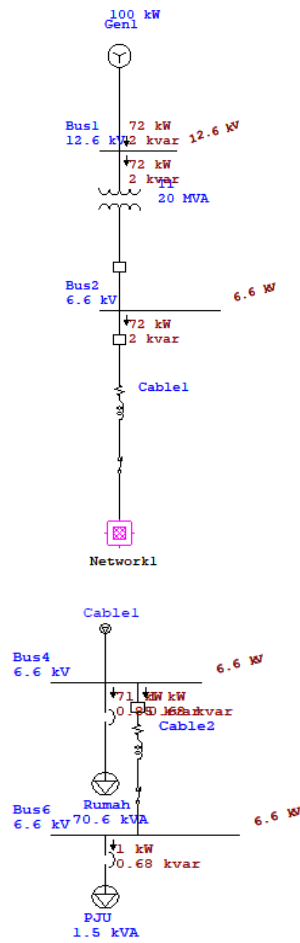 100 kW
Gen1
Bus1
12.6 kV
72 kW
2 kvar
12.6 kV
72 kW
2 kvar
T1
20 MVA
Bus2
6.6 kV
6.6 kV
72 kW
2 kvar
Cable1
Network1
Cable1
Bus4
6.6 kV
6.6 kV
71 kW
0.68 kvar
Cable2
Rumah
70.6 kVA
Bus6
6.6 kV
6.6 kV
1 kW
0.68 kvar
PJU
1.5 kVA